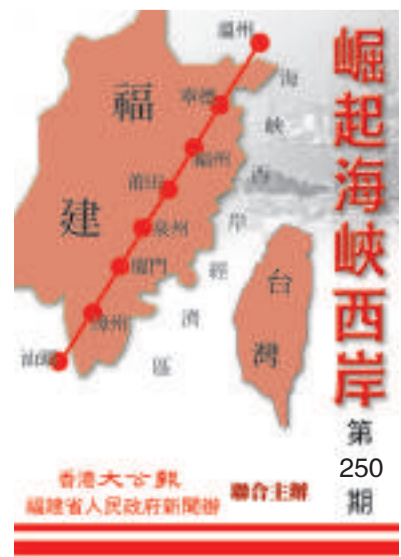 崛起海峽西岸
第
250
期
福建
台灣
海峽西岸經濟區
溫州
寧德
福州
莆田
泉州
廈門
漳州
汕頭
香港大公報
福建省人民政府新聞辦
聯合主辦